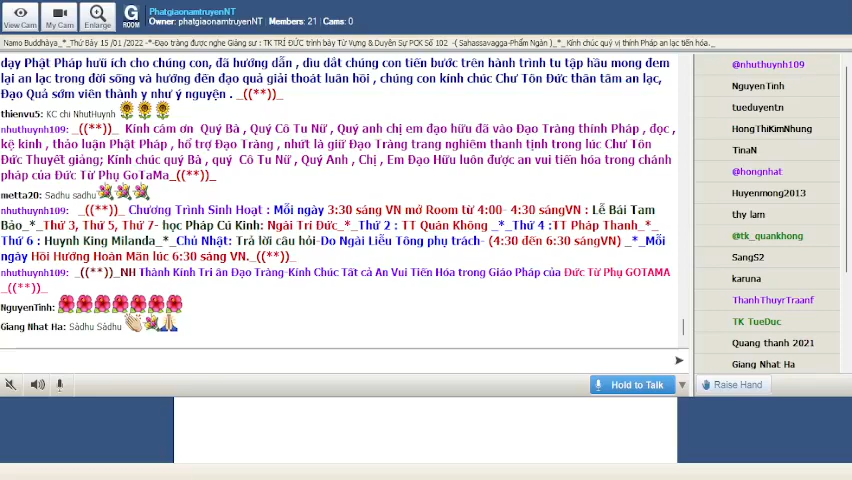 PhatgiaonamtruyenNT
Owner: phatgiaonamtruyenNT | Members: 21 | Cams: 0
View Cam
My Cam
Enlarge
G
ROOM
Namo Buddhàya_*_Thứ Bảy 15 /01 /2022 -*-Đạo tràng được nghe Giảng sư : TK TRÍ ĐỨC trình bày Từ Vựng & Duyên Sự PCK Số 102 -( Sahassavagga-Phẩm Ngàn )_*_Kính chúc quý vị thính Pháp an lạc tiến hóa._
dạy Phật Pháp hưũ ích cho chúng con, đã hướng dẫn , dìu dắt chúng con tiến bước trên hành trình tu tập hầu mong đem
lại an lạc trong đời sống và hướng đến đạo quả giải thoát luân hồi , chúng con kính chúc Chư Tôn Đức thân tâm an lạc,
Đạo Quả sớm viên thành y như ý nguyện . _((**))_
thienvu5: KC chi NhutHuynh
nhuthuynh109: _((**))_ Kính cám ơn Quý Bà , Quý Cô Tu Nữ , Quý anh chị em đạo hữu đã vào Đạo Tràng thính Pháp , đọc ,
kệ kính , thảo luận Phật Pháp , hổ trợ Đạo Tràng , nhứt là giữ Đạo Tràng trang nghiêm thanh tịnh trong lúc Chư Tôn
Đức Thuyết giảng; Kính chúc quý Bà , quý Cô Tu Nữ , Quý Anh , Chị , Em Đạo Hữu luôn được an vui tiến hóa trong chánh
pháp của Đức Từ Phụ GoTaMa_((**))_
metta20: Sadhu sadhu
nhuthuynh109: _((**))_ Chương Trình Sinh Hoạt : Mỗi ngày 3:30 sáng VN mở Room từ 4:00- 4:30 sángVN : Lễ Bái Tam
Bảo_*_Thứ 3, Thứ 5, Thứ 7- học Pháp Cú Kinh: Ngài Trí Đức_*_Thứ 2 : TT Quán Không _*_Thứ 4 :TT Pháp Thanh_*_
Thứ 6 : Huynh King Milanda_*_Chủ Nhật: Trả lời câu hỏi-Do Ngài Liễu Tông phụ trách- (4:30 đến 6:30 sángVN) _*_Mỗi
ngày Hồi Hướng Hoàn Mãn lúc 6:30 sáng VN._((**))_
nhuthuynh109: _((**))_NH Thành Kính Tri ân Đạo Tràng-Kính Chúc Tất cả An Vui Tiến Hóa trong Giáo Pháp của Đức Từ Phụ GOTAMA
_((**))_
NguyenTinh:
Giang Nhat Ha: Sàdhu Sàdhu
Hold to Talk
@nhuthuynh109
NguyenTinh
tueduyentn
HongThiKimNhung
TinaN
@hongnhat
Huyenmong2013
thy lam
@tk_quankhong
SangS2
karuna
ThanhThuyrTraanf
TK TueDuc
Quang thanh 2021
Giang Nhat Ha
Raise Hand